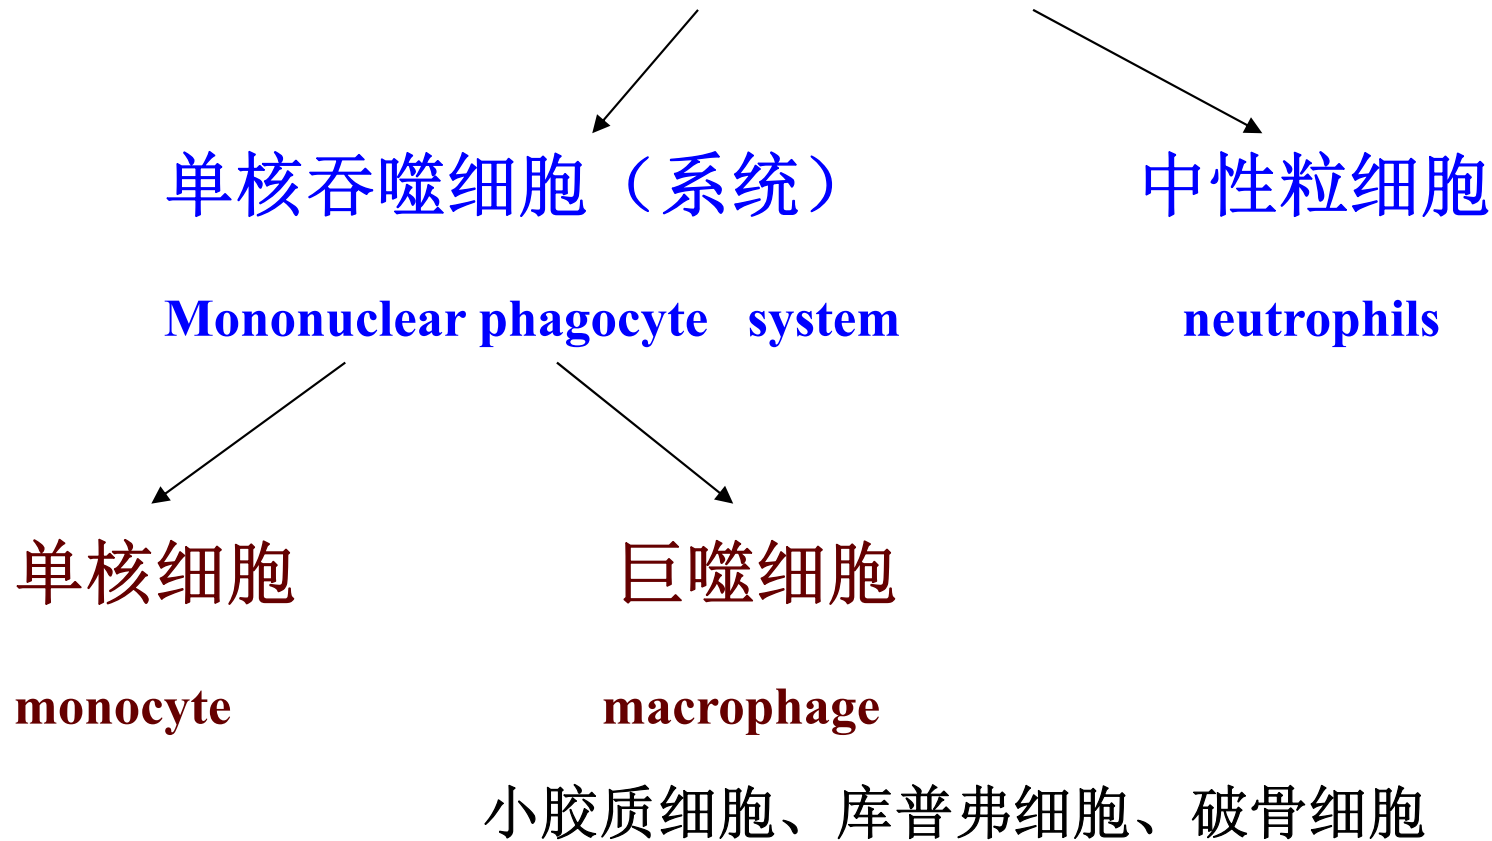 单核吞噬细胞（系统） 中性粒细胞
Mononuclear phagocyte system neutrophils
单核细胞 巨噬细胞
monocyte macrophage
小胶质细胞、库普弗细胞、破骨细胞